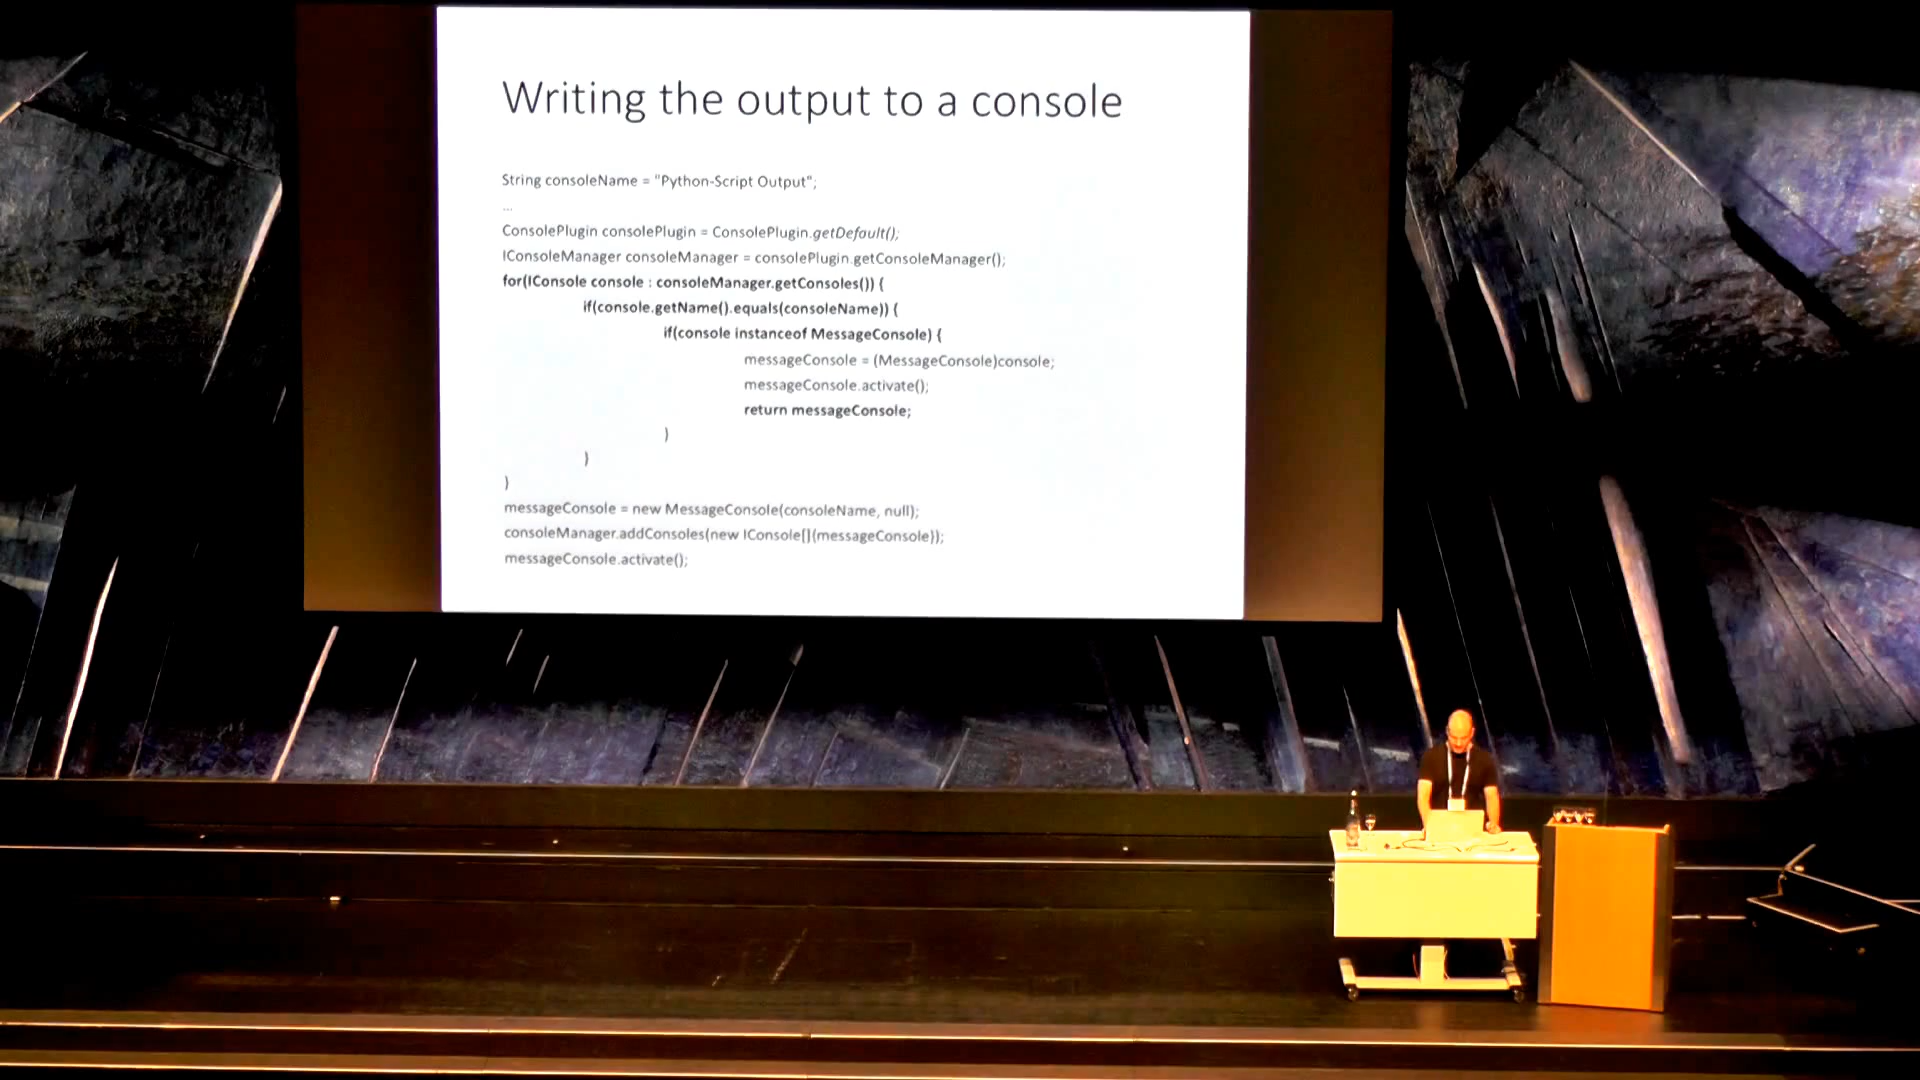 Writing the output to a console
String consoleName = "Python-Script Output";
...
ConsolePlugin consolePlugin = ConsolePlugin.getDefault();
IConsoleManager consoleManager = consolePlugin.getConsoleManager();
for(IConsole console : consoleManager.getConsoles()) {
if(console.getName().equals(consoleName)) {
if(console instanceof MessageConsole) {
messageConsole = (MessageConsole)console;
messageConsole.activate();
return messageConsole;
}
}
}
messageConsole = new MessageConsole(consoleName, null);
consoleManager.addConsoles(new IConsole[]{messageConsole});
messageConsole.activate();